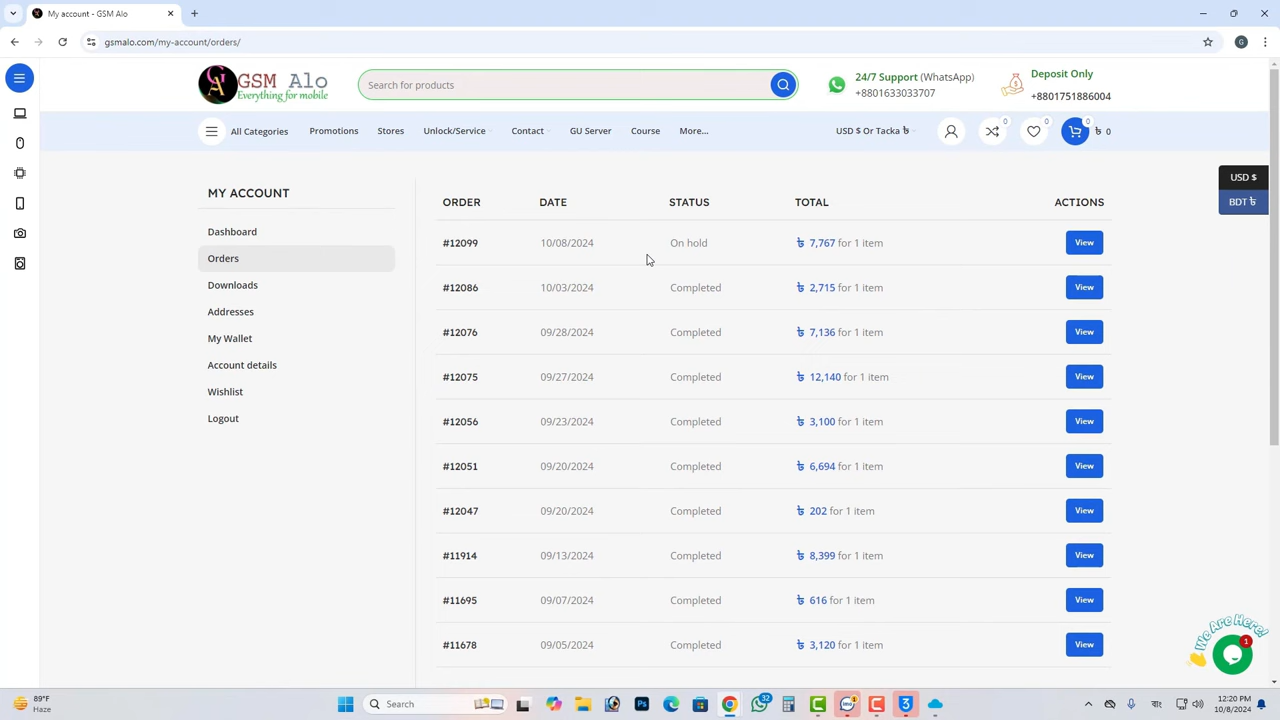 My account - GSM Alo
gsmalo.com/my-account/orders/
GSM Alo
Everything for mobile
Search for products
24/7 Support (WhatsApp)
+8801633033707
Deposit Only
+8801751886004
All Categories
Promotions
Stores
Unlock/Service
Contact
GU Server
Course
More...
USD $ Or Tacka ৳
0
0
0
৳ 0
USD $
BDT ৳
MY ACCOUNT
Dashboard
Orders
Downloads
Addresses
My Wallet
Account details
Wishlist
Logout
ORDER DATE STATUS TOTAL ACTIONS
#12099 10/08/2024 On hold ৳ 7,767 for 1 item View
#12086 10/03/2024 Completed ৳ 2,715 for 1 item View
#12076 09/28/2024 Completed ৳ 7,136 for 1 item View
#12075 09/27/2024 Completed ৳ 12,140 for 1 item View
#12056 09/23/2024 Completed ৳ 3,100 for 1 item View
#12051 09/20/2024 Completed ৳ 6,694 for 1 item View
#12047 09/20/2024 Completed ৳ 202 for 1 item View
#11914 09/13/2024 Completed ৳ 8,399 for 1 item View
#11695 09/07/2024 Completed ৳ 616 for 1 item View
#11678 09/05/2024 Completed ৳ 3,120 for 1 item View
We Are Here!
1
89°F
Haze
Search
32
বাং
12:20 PM
10/8/2024